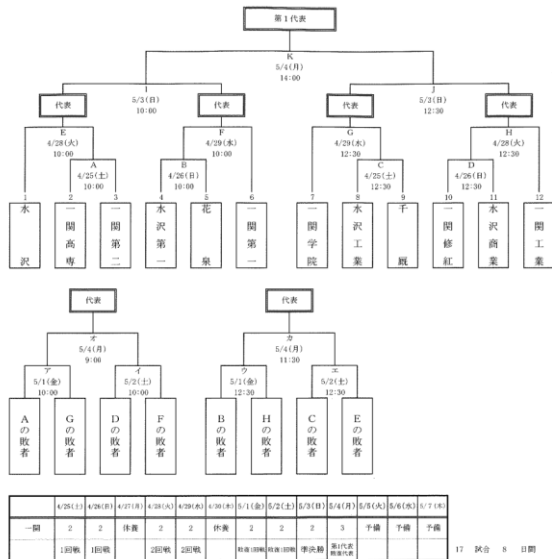 第1代表
K
5/4(月)
14:00
I
5/3(日)
10:00
J
5/3(日)
12:30
代表
代表
代表
代表
E
4/28(火)
10:00
F
4/29(水)
10:00
G
4/29(水)
12:30
H
4/28(火)
12:30
A
4/25(土)
10:00
B
4/26(日)
10:00
C
4/25(土)
12:30
D
4/26(日)
12:30
1 2 3 4 5 6 7 8 9 10 11 12
水沢
一関高専
一関第二
水沢第一
花泉
一関第一
一関学院
水沢工業
千厩
一関修紅
水沢商業
一関工業
代表
代表
オ
5/4(月)
9:00
カ
5/4(月)
11:30
ア
5/1(金)
10:00
イ
5/2(土)
10:00
ウ
5/1(金)
12:30
エ
5/2(土)
12:30
Aの敗者
Gの敗者
Dの敗者
Fの敗者
Bの敗者
Hの敗者
Cの敗者
Eの敗者
4/25(土) 4/26(日) 4/27(月) 4/28(火) 4/29(水) 4/30(木) 5/1(金) 5/2(土) 5/3(日) 5/4(月) 5/5(火) 5/6(水) 5/7(木)
一関 2 2 休養 2 2 休養 2 2 2 3 予備 予備 予備
1回戦 1回戦 2回戦 2回戦 敗復1回戦 敗復1回戦 準決勝 第1代表
17 試合 8 日間